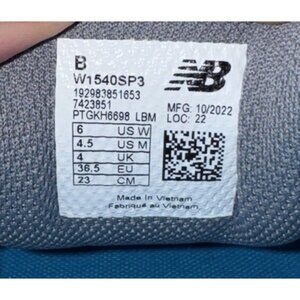 B
W1540SP3
192983851653
7423851
PTGKH6698 LBM
NB
MFG: 10/2022
LOC: 22
6 US W
4.5 US M
4 UK
36.5 EU
23 CM
Made in Vietnam
Fabriqué au Vietnam